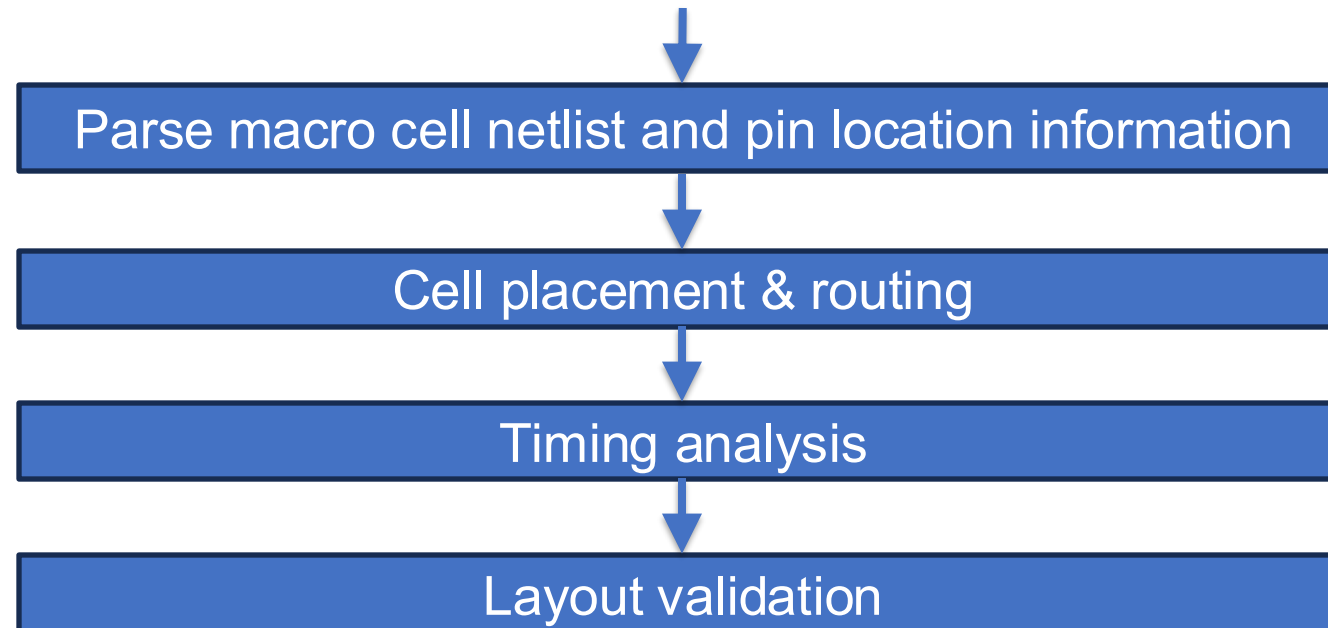 Parse macro cell netlist and pin location information
Cell placement & routing
Timing analysis
Layout validation